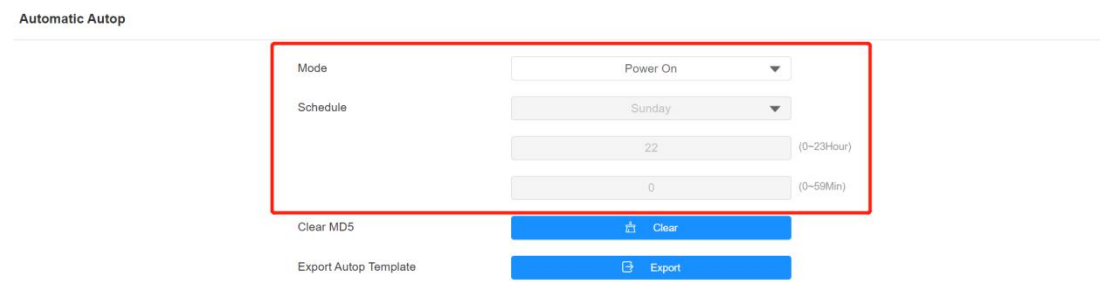 Automatic Autop
Mode Power On
Schedule Sunday
22 (0~23Hour)
0 (0~59Min)
Clear MD5 Clear
Export Autop Template Export